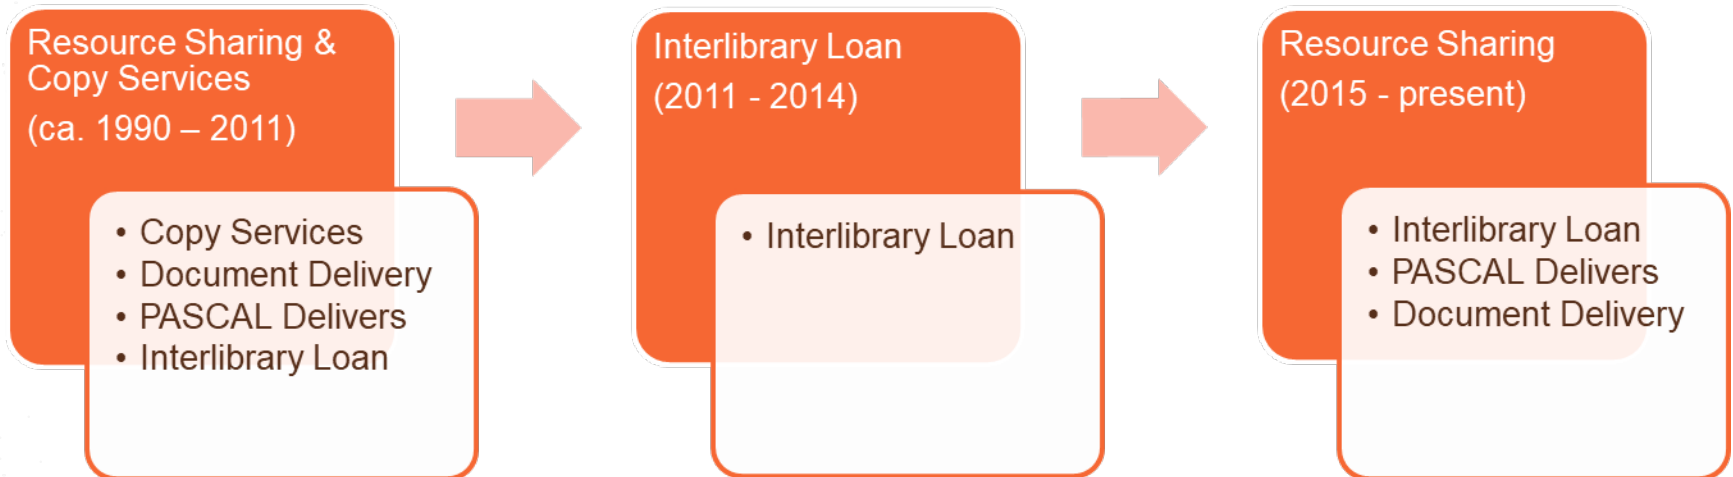 Resource Sharing &
Copy Services
(ca. 1990 – 2011)
• Copy Services
• Document Delivery
• PASCAL Delivers
• Interlibrary Loan
Interlibrary Loan
(2011 - 2014)
• Interlibrary Loan
Resource Sharing
(2015 - present)
• Interlibrary Loan
• PASCAL Delivers
• Document Delivery